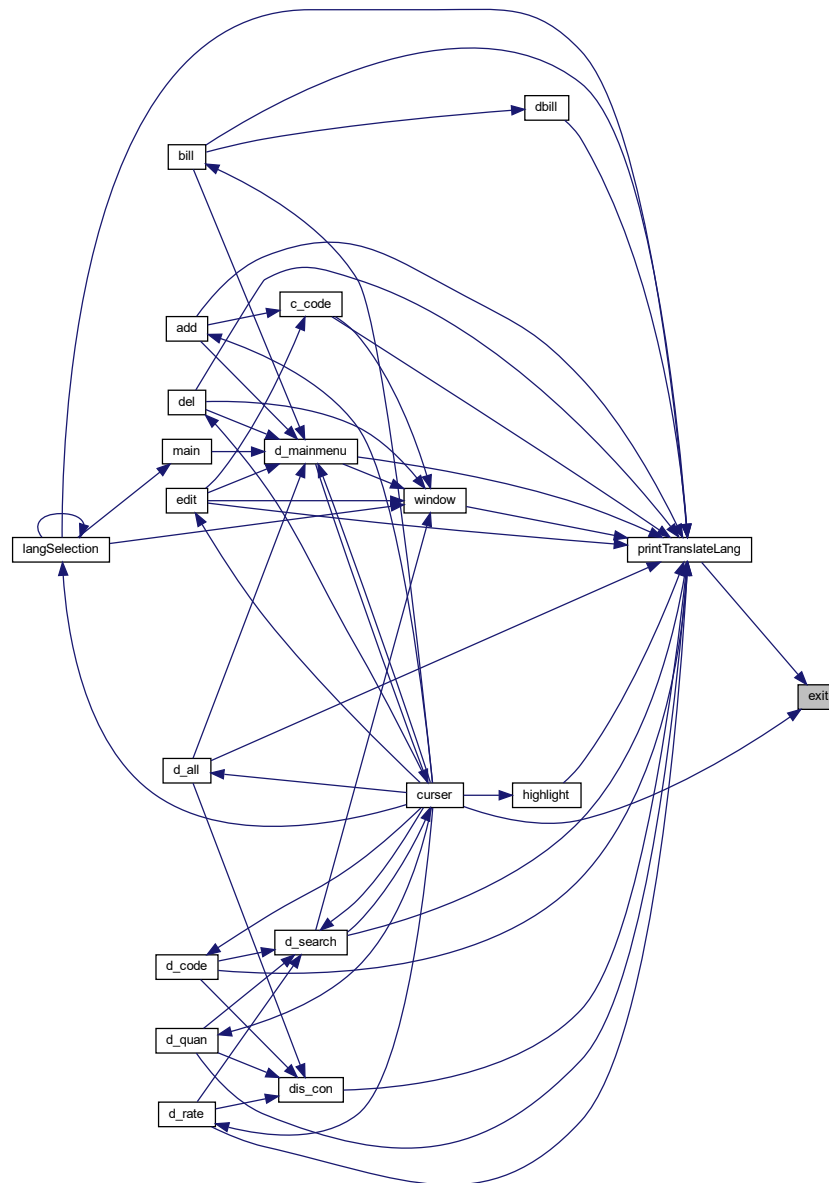 dbill
bill
c_code
add
del
main
d_mainmenu
edit
window
langSelection
printTranslateLang
exit
d_all
curser
highlight
d_search
d_code
d_quan
dis_con
d_rate